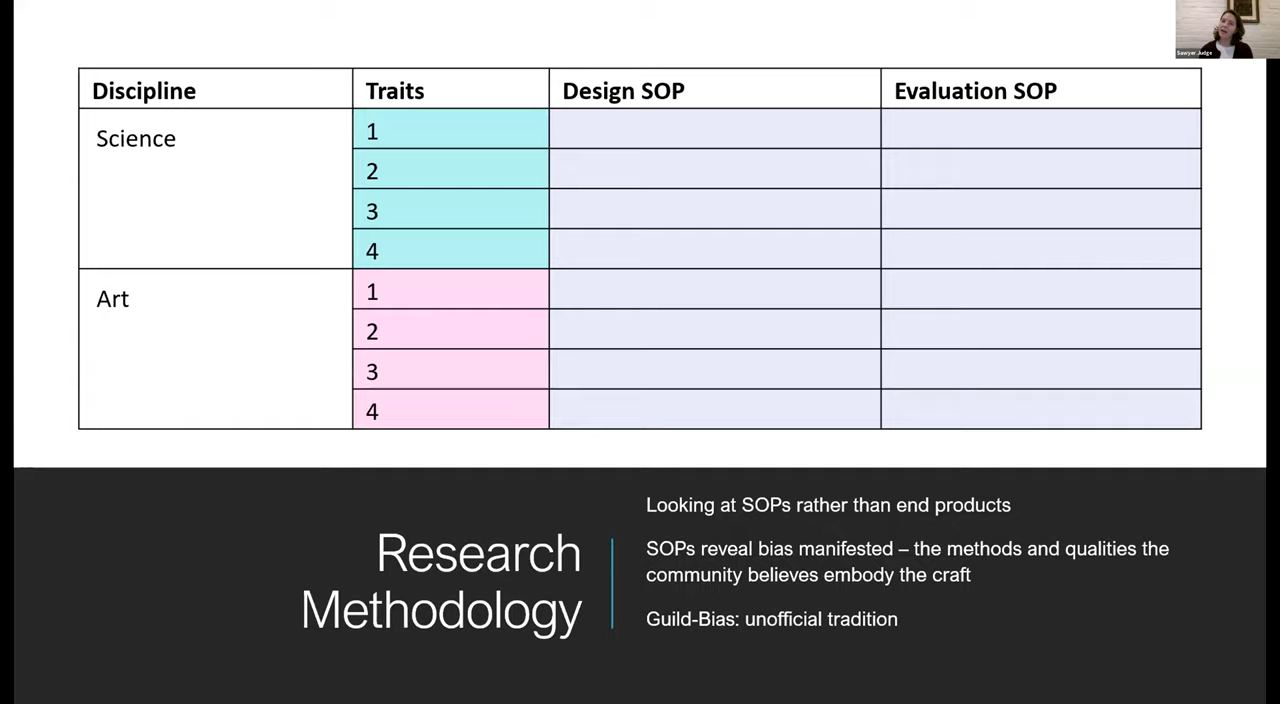 Sawyer Judge
Discipline Traits Design SOP Evaluation SOP
Science 1
2
3
4
Art 1
2
3
4
Research
Methodology
Looking at SOPs rather than end products
SOPs reveal bias manifested – the methods and qualities the
community believes embody the craft
Guild-Bias: unofficial tradition